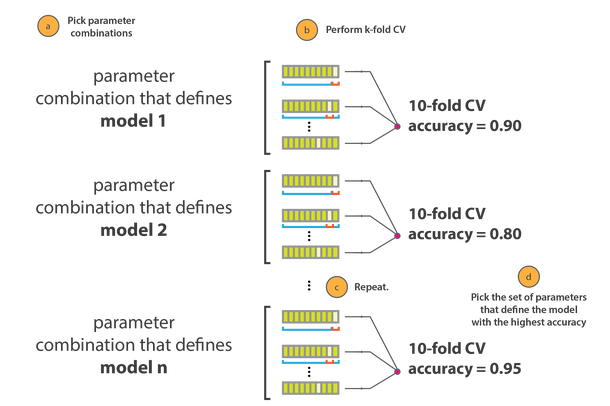 a
Pick parameter
combinations
b
Perform k-fold CV
parameter
combination that defines
model 1
10-fold CV
accuracy = 0.90
parameter
combination that defines
model 2
10-fold CV
accuracy = 0.80
c
Repeat.
d
Pick the set of parameters
that define the model
with the highest accuracy
parameter
combination that defines
model n
10-fold CV
accuracy = 0.95